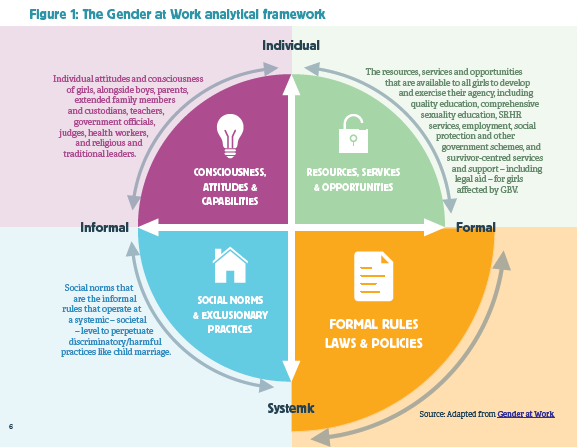 Figure 1: The Gender at Work analytical framework
Individual
Individual attitudes and consciousness
of girls, alongside boys, parents,
extended family members
and custodians, teachers,
government officials,
judges, health workers,
and religious and
traditional leaders.
The resources, services and opportunities
that are available to all girls to develop
and exercise their agency, including
quality education, comprehensive
sexuality education, SRHR
services, employment, social
protection and other
government schemes, and
survivor-centred services
and support – including
legal aid – for girls
affected by GBV.
CONSCIOUSNESS,
ATTITUDES &
CAPABILITIES
RESOURCES, SERVICES
& OPPORTUNITIES
Informal
Formal
Social norms that
are the informal
rules that operate at
a systemic – societal
– level to perpetuate
discriminatory/harmful
practices like child marriage.
SOCIAL NORMS
& EXCLUSIONARY
PRACTICES
FORMAL RULES
LAWS & POLICIES
Systemic
Source: Adapted from Gender at Work
6